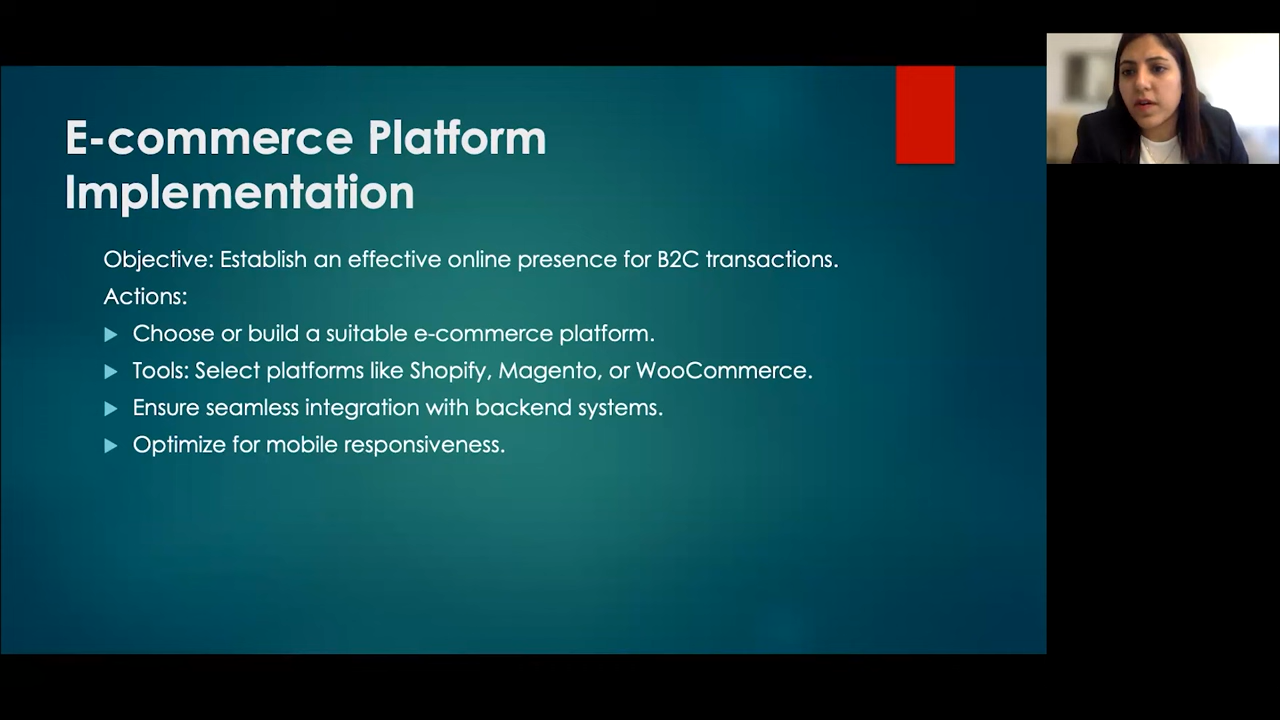 E-commerce Platform
Implementation
Objective: Establish an effective online presence for B2C transactions.
Actions:
Choose or build a suitable e-commerce platform.
Tools: Select platforms like Shopify, Magento, or WooCommerce.
Ensure seamless integration with backend systems.
Optimize for mobile responsiveness.